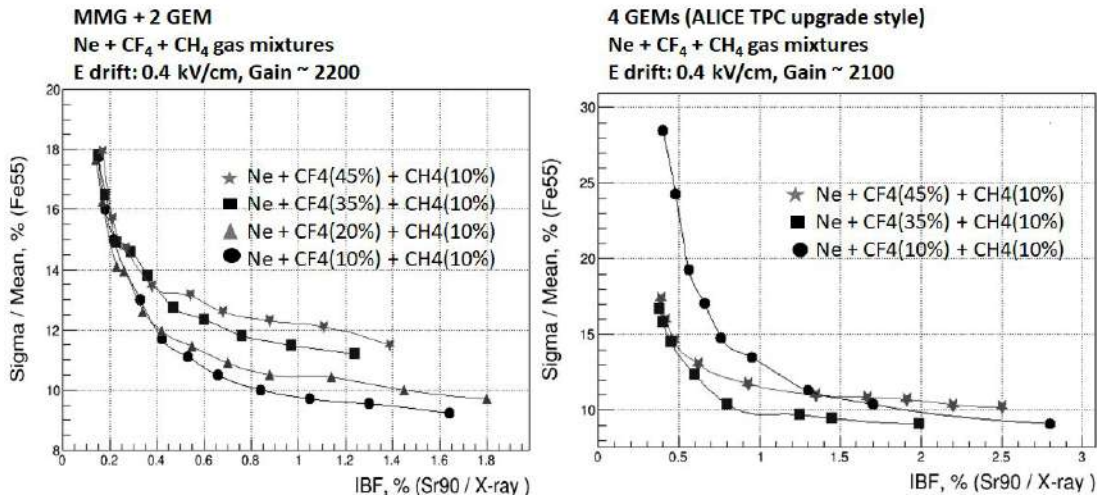 MMG + 2 GEM
Ne + CF4 + CH4 gas mixtures
E drift: 0.4 kV/cm, Gain ~ 2200
Sigma / Mean, % (Fe55)
20
18
16
14
12
10
8
Ne + CF4(45%) + CH4(10%)
Ne + CF4(35%) + CH4(10%)
Ne + CF4(20%) + CH4(10%)
Ne + CF4(10%) + CH4(10%)
0 0.2 0.4 0.6 0.8 1 1.2 1.4 1.6 1.8
IBF, % (Sr90 / X-ray )
4 GEMs (ALICE TPC upgrade style)
Ne + CF4 + CH4 gas mixtures
E drift: 0.4 kV/cm, Gain ~ 2100
Sigma / Mean, % (Fe55)
30
25
20
15
10
Ne + CF4(45%) + CH4(10%)
Ne + CF4(35%) + CH4(10%)
Ne + CF4(10%) + CH4(10%)
0 0.5 1 1.5 2 2.5 3
IBF, % (Sr90 / X-ray )